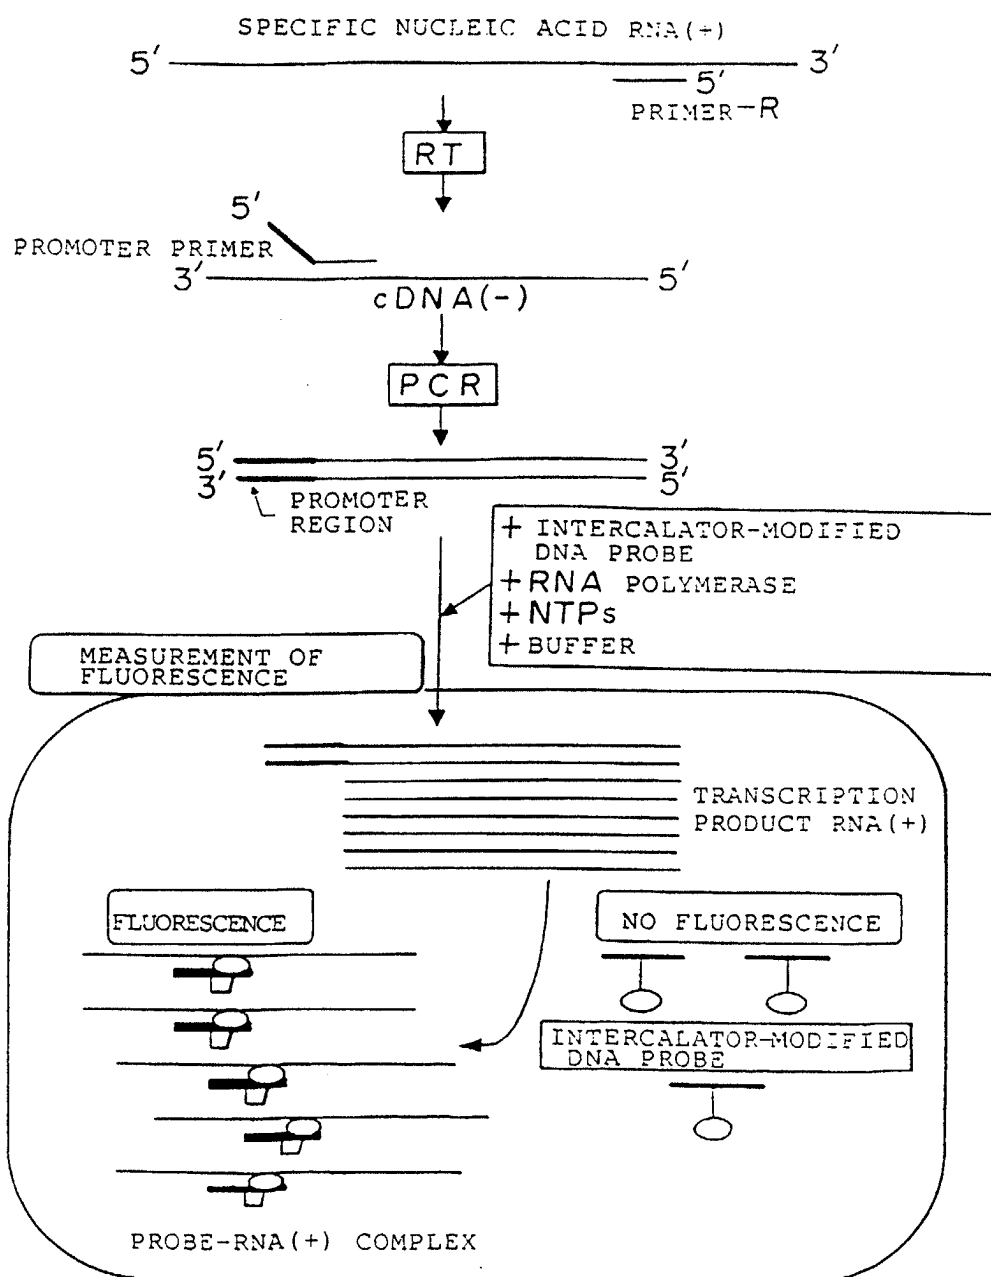 SPECIFIC NUCLEIC ACID RNA(+)
5' 3'
5'
PRIMER-R
RT
5'
PROMOTER PRIMER
3' 5'
cDNA(-)
PCR
5' 3'
3' 5'
PROMOTER
REGION
+ INTERCALATOR-MODIFIED
DNA PROBE
+ RNA POLYMERASE
+ NTPs
+ BUFFER
MEASUREMENT OF
FLUORESCENCE
TRANSCRIPTION
PRODUCT RNA(+)
FLUORESCENCE
NO FLUORESCENCE
INTERCALATOR-MODIFIED
DNA PROBE
PROBE-RNA(+) COMPLEX